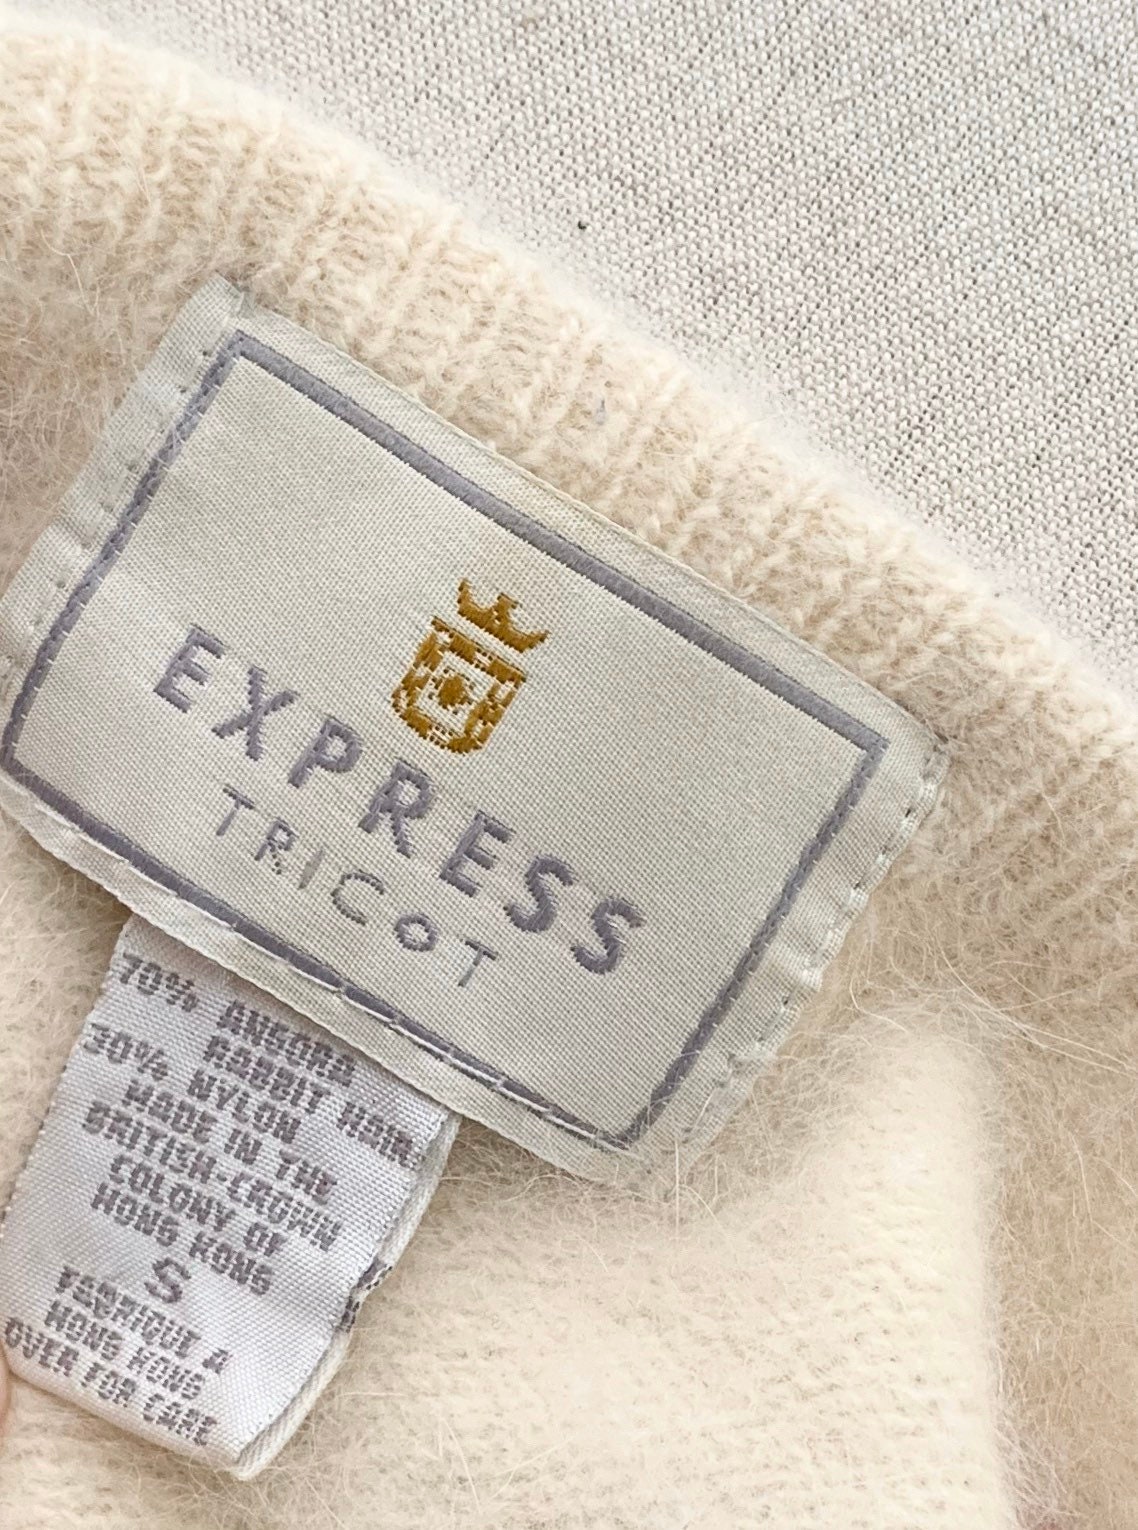 EXPRESS
TRICOT
70% ANGORA
RABBIT HAIR
30% NYLON
MADE IN THE
BRITISH-CROWN
COLONY OF
HONG KONG
S
FABRIQUE A
HONG KONG
OVER FOR CARE